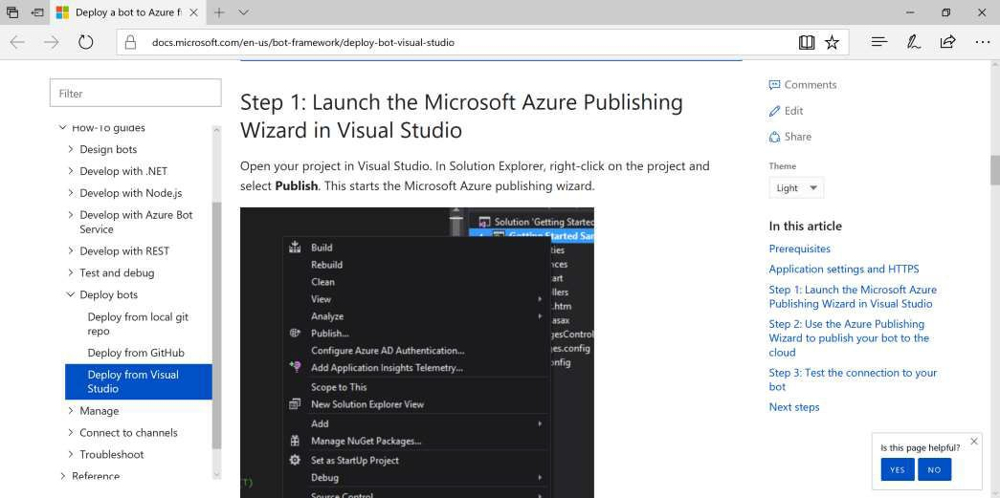 Deploy a bot to Azure fr
docs.microsoft.com/en-us/bot-framework/deploy-bot-visual-studio
Filter
How-To guides
Design bots
Develop with .NET
Develop with Node.js
Develop with Azure Bot
Service
Develop with REST
Test and debug
Deploy bots
Deploy from local git
repo
Deploy from GitHub
Deploy from Visual
Studio
Manage
Connect to channels
Troubleshoot
Reference
Step 1: Launch the Microsoft Azure Publishing
Wizard in Visual Studio
Open your project in Visual Studio. In Solution Explorer, right-click on the project and
select Publish. This starts the Microsoft Azure publishing wizard.
Solution 'Getting Started
Getting Started Sam
Build
Rebuild
Clean
View
Analyze
Publish...
Configure Azure AD Authentication...
Add Application Insights Telemetry...
Scope to This
New Solution Explorer View
Add
Manage NuGet Packages...
Set as StartUp Project
Debug
Source Control
ties
nces
art
llers
.htm
asax
gesControl
ges.config
onfig
T)
Comments
Edit
Share
Theme
Light
In this article
Prerequisites
Application settings and HTTPS
Step 1: Launch the Microsoft Azure
Publishing Wizard in Visual Studio
Step 2: Use the Azure Publishing
Wizard to publish your bot to the
cloud
Step 3: Test the connection to your
bot
Next steps
Is this page helpful?
YES
NO